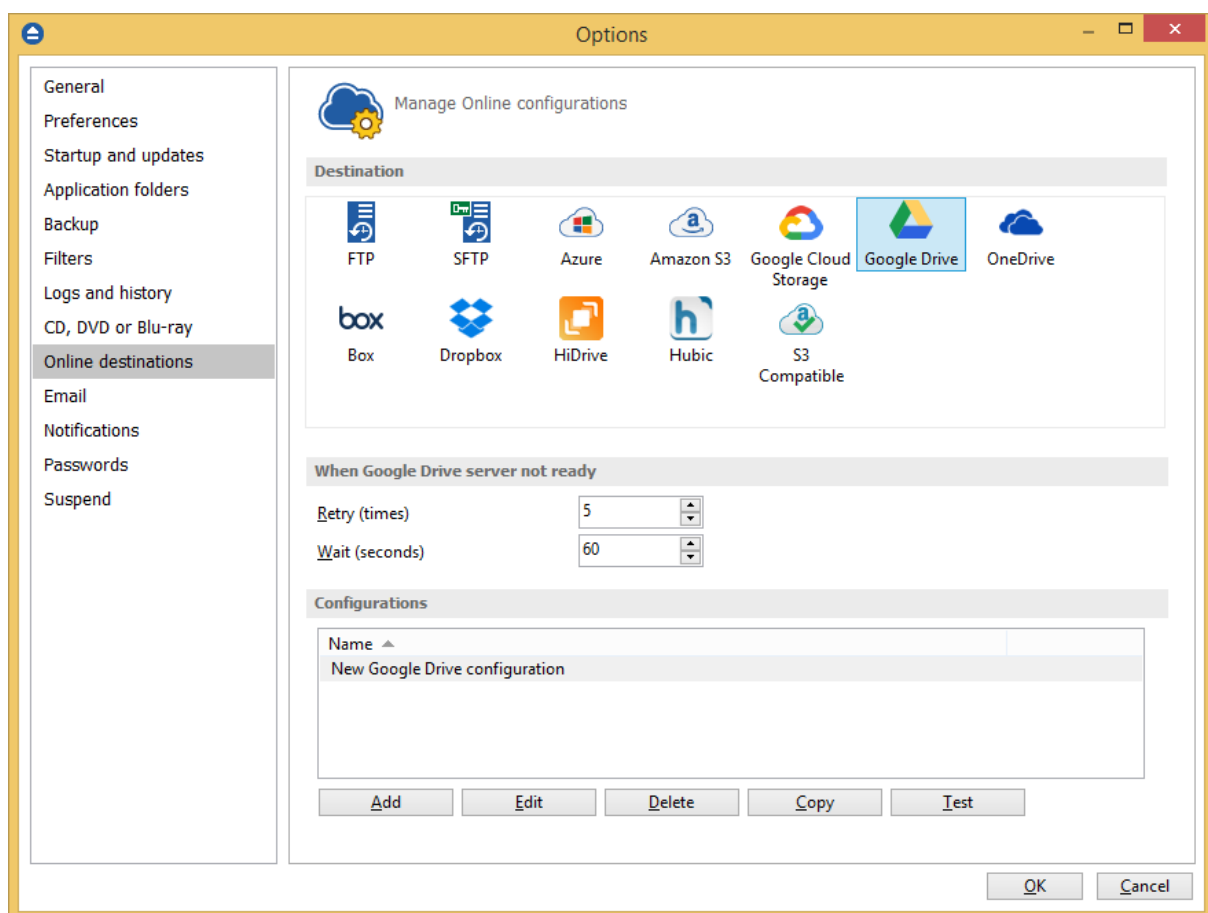 Options
General
Preferences
Startup and updates
Application folders
Backup
Filters
Logs and history
CD, DVD or Blu-ray
Online destinations
Email
Notifications
Passwords
Suspend
Manage Online configurations
Destination
FTP
SFTP
Azure
Amazon S3
Google Cloud
Storage
Google Drive
OneDrive
box
Box
Dropbox
HiDrive
h
Hubic
S3
Compatible
When Google Drive server not ready
Retry (times) 5
Wait (seconds) 60
Configurations
Name
New Google Drive configuration
Add Edit Delete Copy Test
OK Cancel